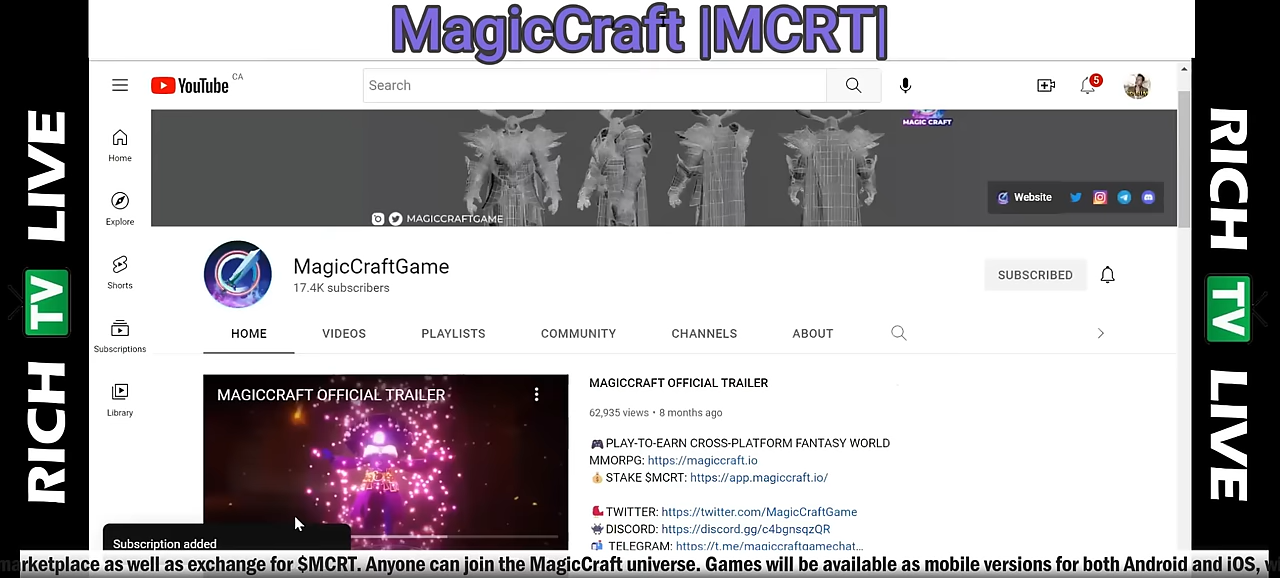 MagicCraft |MCRT|
RICH TV LIVE
YouTube CA
Search
5
Home
Explore
Shorts
Subscriptions
Library
MAGIC CRAFT
MAGICCRAFTGAME
Website
MagicCraftGame
17.4K subscribers
SUBSCRIBED
HOME VIDEOS PLAYLISTS COMMUNITY CHANNELS ABOUT
MAGICCRAFT OFFICIAL TRAILER
MAGICCRAFT OFFICIAL TRAILER
62,935 views • 8 months ago
PLAY-TO-EARN CROSS-PLATFORM FANTASY WORLD
MMORPG: https://magiccraft.io
STAKE $MCRT: https://app.magiccraft.io/
TWITTER: https://twitter.com/MagicCraftGame
DISCORD: https://discord.gg/c4bgnsqzQR
TELEGRAM: https://t.me/magiccraftgamechat...
Subscription added
arketplace as well as exchange for $MCRT. Anyone can join the MagicCraft universe. Games will be available as mobile versions for both Android and iOS,
RICH TV LIVE